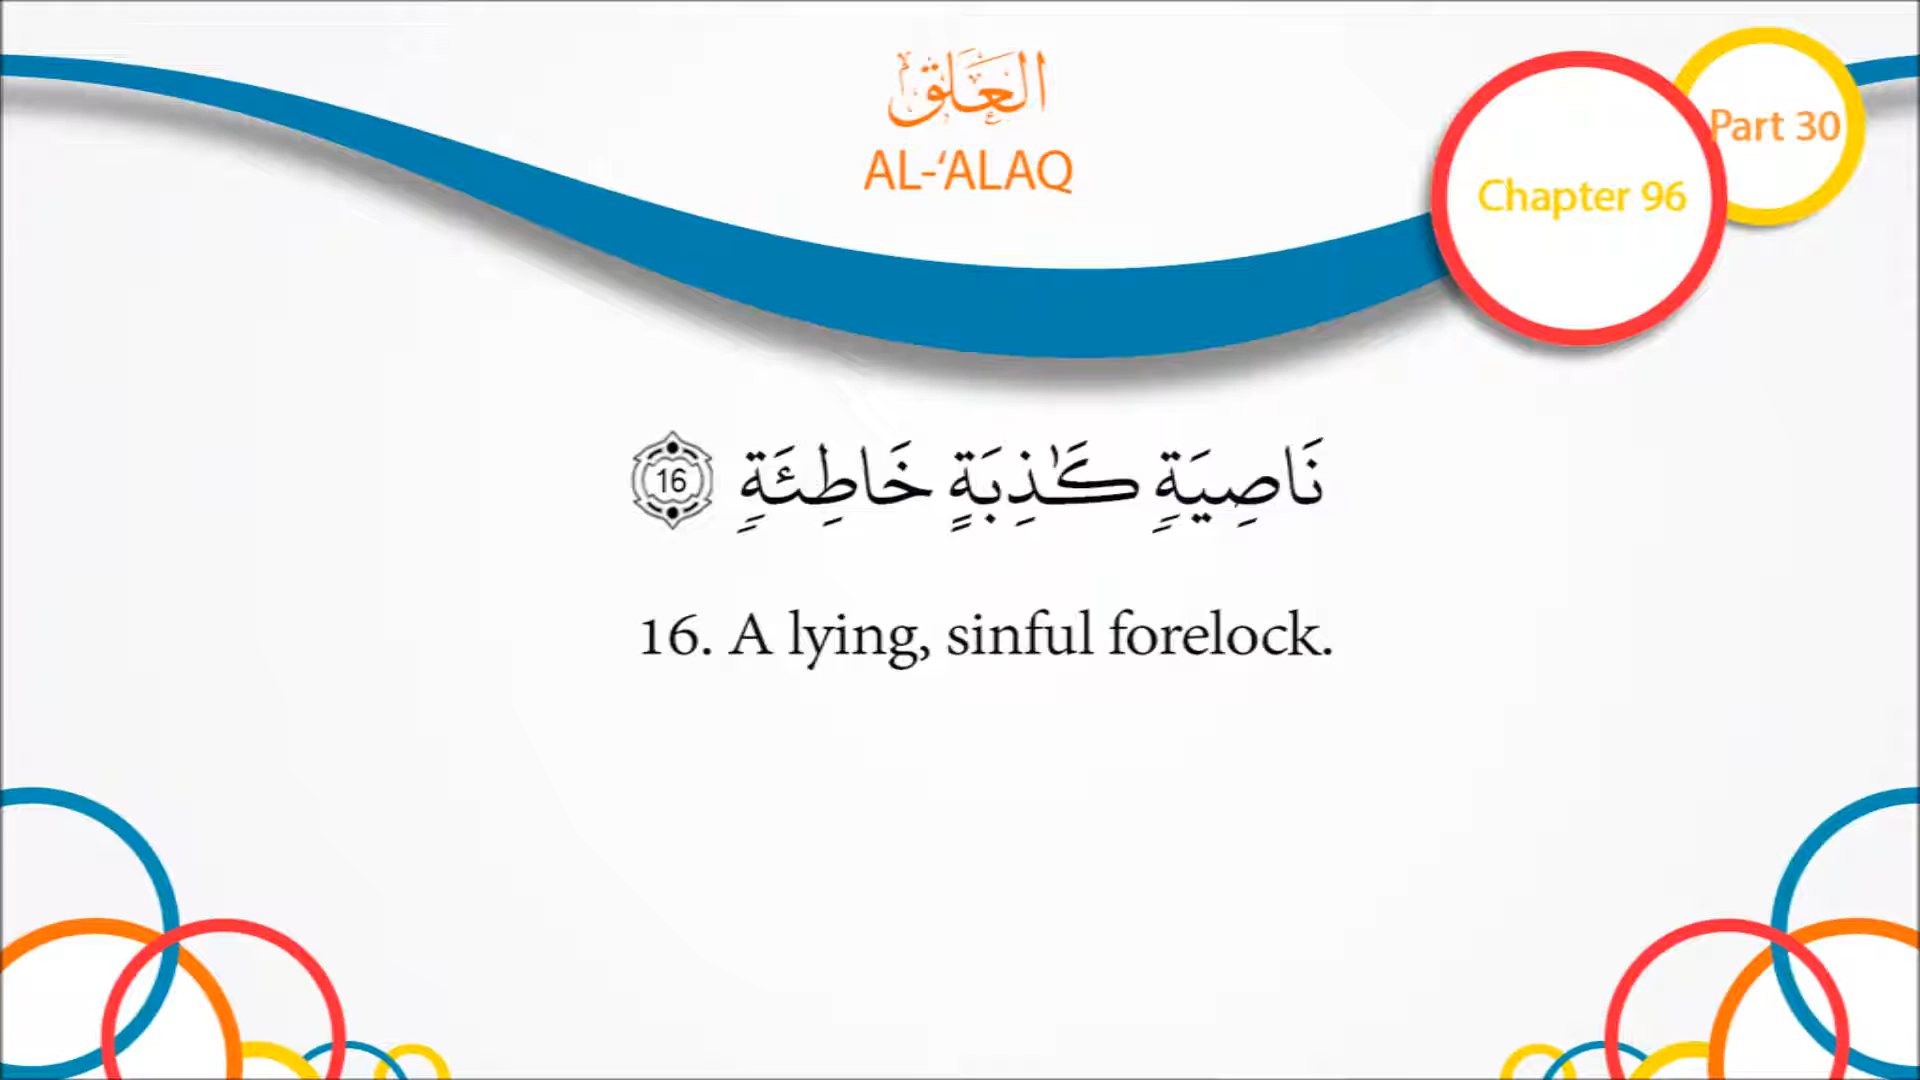 العَلَق
AL-‘ALAQ
Part 30
Chapter 96
نَاصِيَةٖ كَٰذِبَةٍ خَاطِئَةٖ 16
16. A lying, sinful forelock.